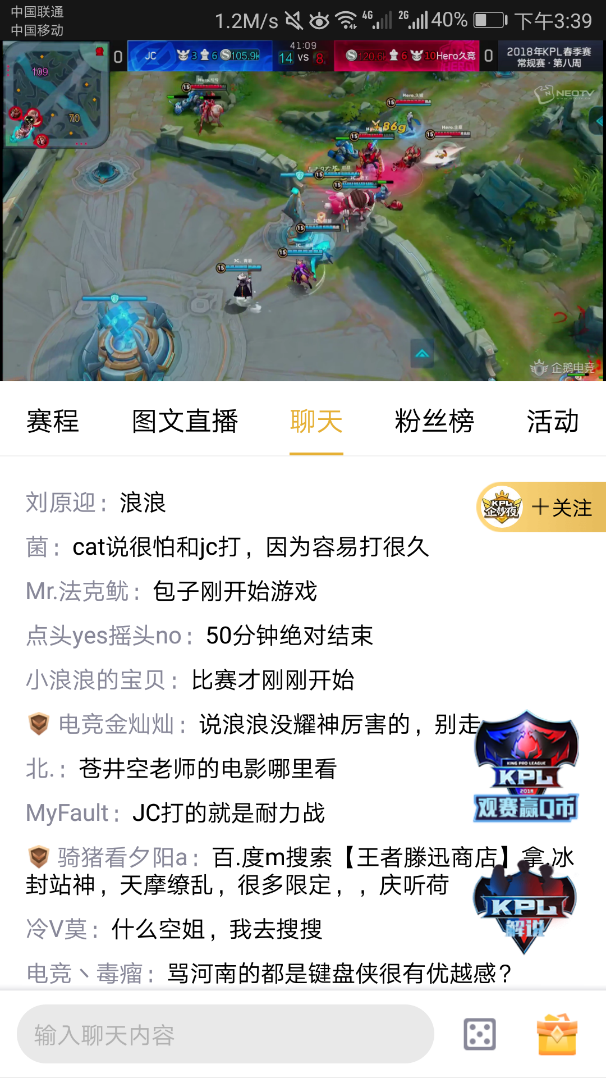 中国联通
中国移动
1.2M/s 4G 2G 40% 下午3:39
0 JC 3 6 105.9k 41:09 14 VS 8 120.6k 6 10 Hero久竞 0 2018年KPL春季赛
常规赛·第八周
NEOTV
109
70
86g
企鹅电竞
赛程 图文直播 聊天 粉丝榜 活动
刘原迎：浪浪
KPL 企妙夜 +关注
菌：cat说很怕和jc打，因为容易打很久
Mr.法克鱿：包子刚开始游戏
点头yes摇头no：50分钟绝对结束
小浪浪的宝贝：比赛才刚刚开始
电竞金灿灿：说浪浪没耀神厉害的，别走
KING PRO LEAGUE
KPL
2018
观赛赢Q币
北.：苍井空老师的电影哪里看
MyFault：JC打的就是耐力战
骑猪看夕阳a：百.度m搜索【王者滕迅商店】拿.冰
封站神，天摩缭乱，很多限定，，庆听荷
KPL
解说
冷V莫：什么空姐，我去搜搜
电竞丶毒瘤：骂河南的都是键盘侠很有优越感？
输入聊天内容